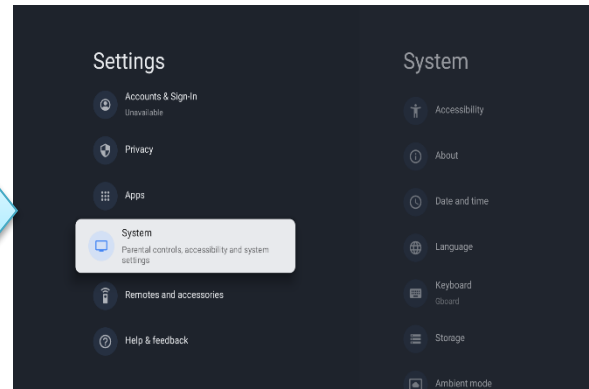 Settings
Accounts & Sign-In
Unavailable
Privacy
Apps
System
Parental controls, accessibility and system
settings
Remotes and accessories
Help & feedback
System
Accessibility
About
Date and time
Language
Keyboard
Gboard
Storage
Ambient mode